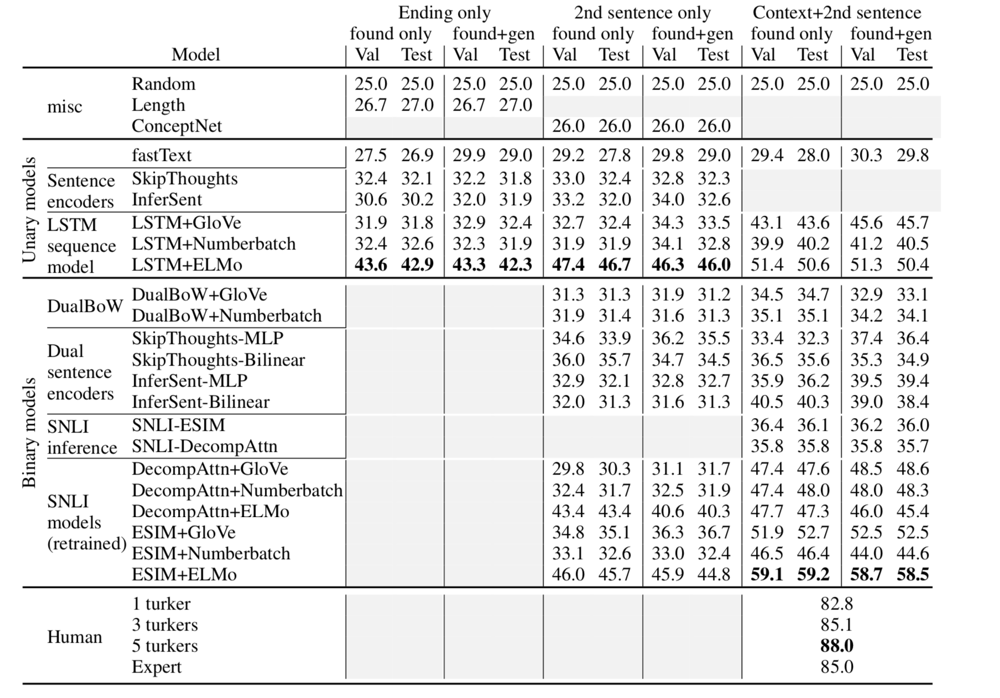 Ending only 2nd sentence only Context+2nd sentence
found only found+gen found only found+gen found only found+gen
Model Val Test Val Test Val Test Val Test Val Test Val Test
misc
Random 25.0 25.0 25.0 25.0 25.0 25.0 25.0 25.0 25.0 25.0 25.0 25.0
Length 26.7 27.0 26.7 27.0
ConceptNet 26.0 26.0 26.0 26.0
Unary models
fastText 27.5 26.9 29.9 29.0 29.2 27.8 29.8 29.0 29.4 28.0 30.3 29.8
Sentence
encoders
SkipThoughts 32.4 32.1 32.2 31.8 33.0 32.4 32.8 32.3
InferSent 30.6 30.2 32.0 31.9 33.2 32.0 34.0 32.6
LSTM
sequence
model
LSTM+GloVe 31.9 31.8 32.9 32.4 32.7 32.4 34.3 33.5 43.1 43.6 45.6 45.7
LSTM+Numberbatch 32.4 32.6 32.3 31.9 31.9 31.9 34.1 32.8 39.9 40.2 41.2 40.5
LSTM+ELMo 43.6 42.9 43.3 42.3 47.4 46.7 46.3 46.0 51.4 50.6 51.3 50.4
Binary models
DualBoW
DualBoW+GloVe 31.3 31.3 31.9 31.2 34.5 34.7 32.9 33.1
DualBoW+Numberbatch 31.9 31.4 31.6 31.3 35.1 35.1 34.2 34.1
Dual
sentence
encoders
SkipThoughts-MLP 34.6 33.9 36.2 35.5 33.4 32.3 37.4 36.4
SkipThoughts-Bilinear 36.0 35.7 34.7 34.5 36.5 35.6 35.3 34.9
InferSent-MLP 32.9 32.1 32.8 32.7 35.9 36.2 39.5 39.4
InferSent-Bilinear 32.0 31.3 31.6 31.3 40.5 40.3 39.0 38.4
SNLI
inference
SNLI-ESIM 36.4 36.1 36.2 36.0
SNLI-DecompAttn 35.8 35.8 35.8 35.7
SNLI
models
(retrained)
DecompAttn+GloVe 29.8 30.3 31.1 31.7 47.4 47.6 48.5 48.6
DecompAttn+Numberbatch 32.4 31.7 32.5 31.9 47.4 48.0 48.0 48.3
DecompAttn+ELMo 43.4 43.4 40.6 40.3 47.7 47.3 46.0 45.4
ESIM+GloVe 34.8 35.1 36.3 36.7 51.9 52.7 52.5 52.5
ESIM+Numberbatch 33.1 32.6 33.0 32.4 46.5 46.4 44.0 44.6
ESIM+ELMo 46.0 45.7 45.9 44.8 59.1 59.2 58.7 58.5
Human
1 turker 82.8
3 turkers 85.1
5 turkers 88.0
Expert 85.0